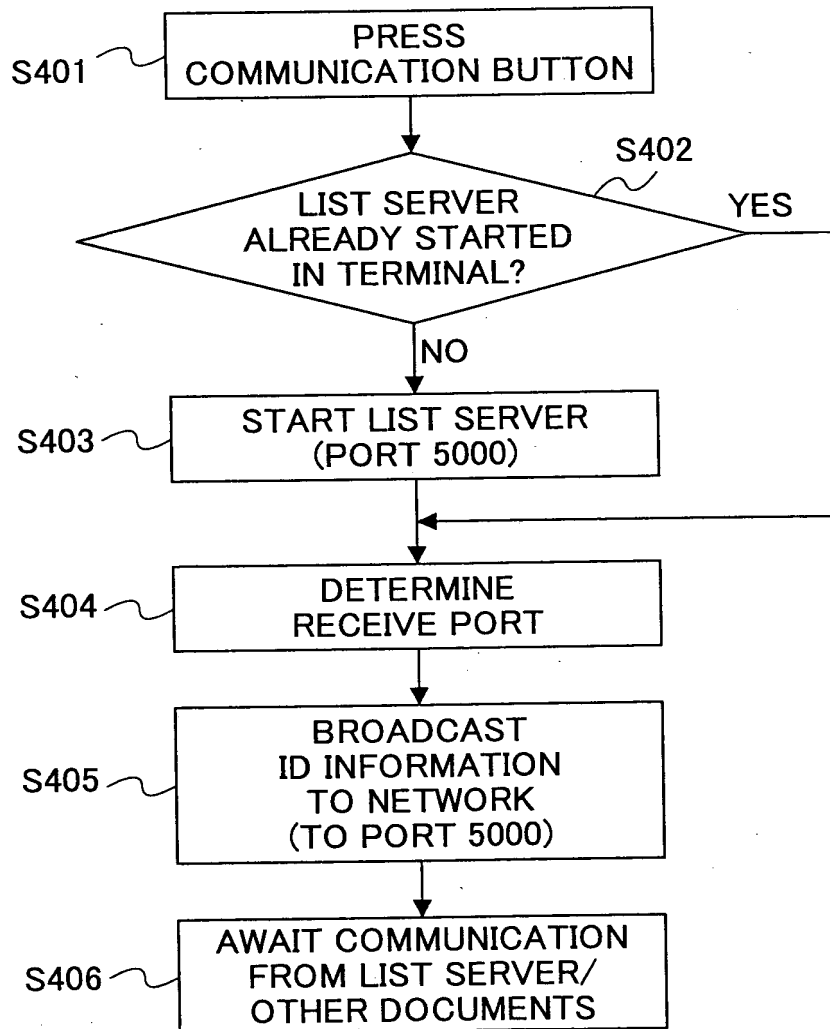 PRESS
COMMUNICATION BUTTON
S401
S402
LIST SERVER
ALREADY STARTED
IN TERMINAL?
YES
NO
START LIST SERVER
(PORT 5000)
S403
DETERMINE
RECEIVE PORT
S404
BROADCAST
ID INFORMATION
TO NETWORK
(TO PORT 5000)
S405
AWAIT COMMUNICATION
FROM LIST SERVER/
OTHER DOCUMENTS
S406